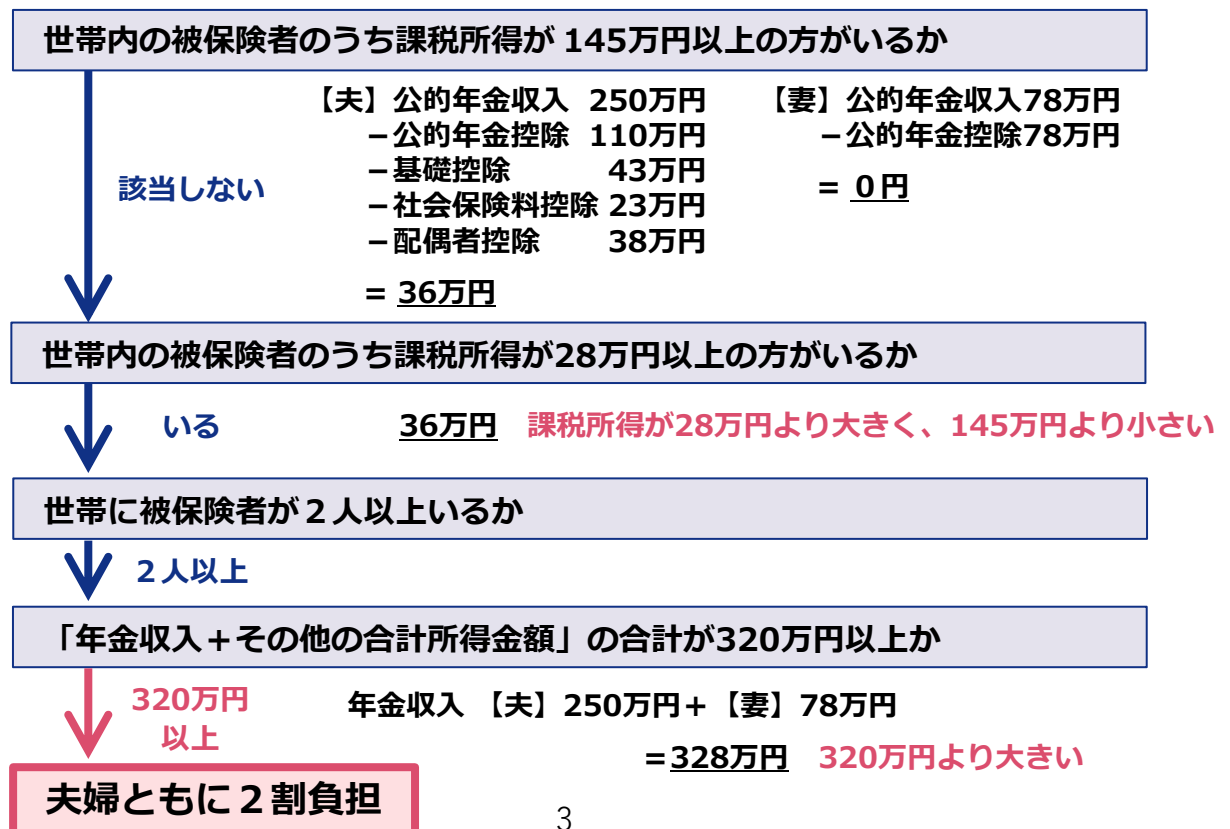 世帯内の被保険者のうち課税所得が 145万円以上の方がいるか
該当しない
【夫】公的年金収入 250万円
－公的年金控除 110万円
－基礎控除 43万円
－社会保険料控除 23万円
－配偶者控除 38万円
= 36万円
【妻】公的年金収入78万円
－公的年金控除78万円
= ０円
世帯内の被保険者のうち課税所得が28万円以上の方がいるか
いる
36万円 課税所得が28万円より大きく、145万円より小さい
世帯に被保険者が２人以上いるか
２人以上
「年金収入＋その他の合計所得金額」の合計が320万円以上か
320万円
以上
年金収入 【夫】250万円＋【妻】78万円
＝328万円 320万円より大きい
夫婦ともに２割負担
3